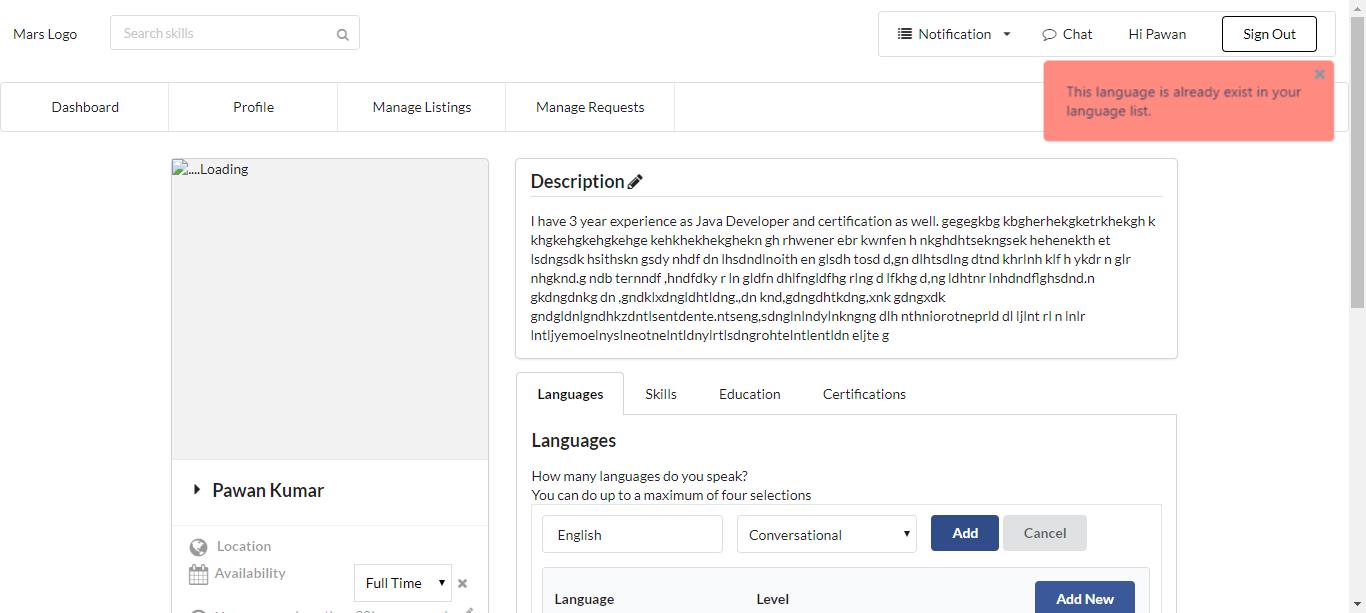 Mars Logo
Search skills
Notification
Chat
Hi Pawan
Sign Out
This language is already exist in your
language list.
Dashboard
Profile
Manage Listings
Manage Requests
....Loading
Description
I have 3 year experience as Java Developer and certification as well. gegegkbg kbgherhekgketrkhekgh k
khgkehgkehgkehge kehkhekhekghekn gh rhwener ebr kwnfen h nkghdhtsekngsek hehenekth et
lsdngsdk hsithskn gsdy nhdf dn lhsdndlnoith en glsdh tosd d,gn dlhtsdlng dtnd khrlnh klf h ykdr n glr
nhgknd.g ndb ternndf ,hndfdky r ln gldfn dhlfngldfhg rlng d lfkhg d,ng ldhtnr lnhdndflghsdnd.n
gkdngdnkg dn ,gndklxdngldhtldng.,dn knd,gdngdhtkdng,xnk gdngxdk
gndgldnlgndhkzdntlsentdente.ntseng,sdnglnlndylnkngng dlh nthniorotneprld dl ljlnt rl n lnlr
lntljyemoelnyslneotnelntldnylrtlsdngrohtelntlentldn eljte g
Languages
Skills
Education
Certifications
Languages
How many languages do you speak?
You can do up to a maximum of four selections
English
Conversational
Add
Cancel
Language
Level
Add New
Pawan Kumar
Location
Availability
Full Time